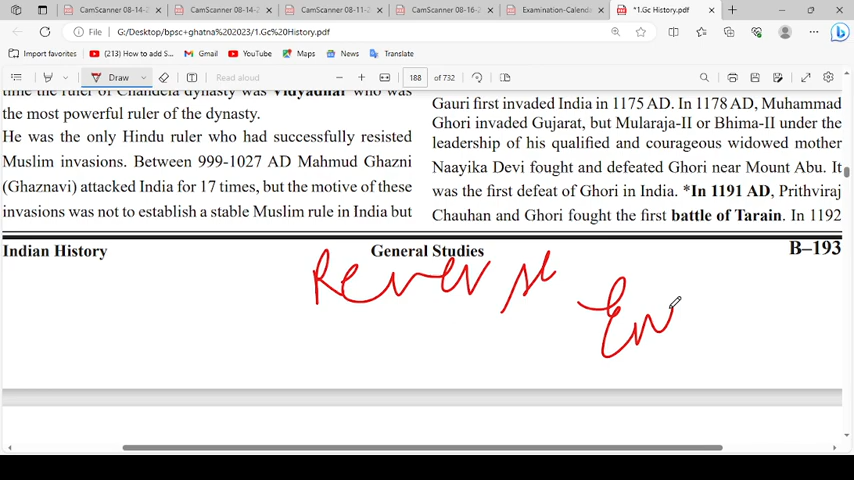 CamScanner 08-14-2
CamScanner 08-14-2
CamScanner 08-11-2
CamScanner 08-16-2
Examination-Calend
*1.Gc History.pdf
File
G:/Desktop/bpsc+ghatna%202023/1.Gc%20History.pdf
Import favorites
(213) How to add S...
Gmail
YouTube
Maps
News
Translate
Draw
Read aloud
188
of 732
time the ruler of Chandela dynasty was Vidyadhar who was
the most powerful ruler of the dynasty.
He was the only Hindu ruler who had successfully resisted
Muslim invasions. Between 999-1027 AD Mahmud Ghazni
(Ghaznavi) attacked India for 17 times, but the motive of these
invasions was not to establish a stable Muslim rule in India but
Gauri first invaded India in 1175 AD. In 1178 AD, Muhammad
Ghori invaded Gujarat, but Mularaja-II or Bhima-II under the
leadership of his qualified and courageous widowed mother
Naayika Devi fought and defeated Ghori near Mount Abu. It
was the first defeat of Ghori in India. *In 1191 AD, Prithviraj
Chauhan and Ghori fought the first battle of Tarain. In 1192
Indian History
General Studies
B–193
Reverse
En